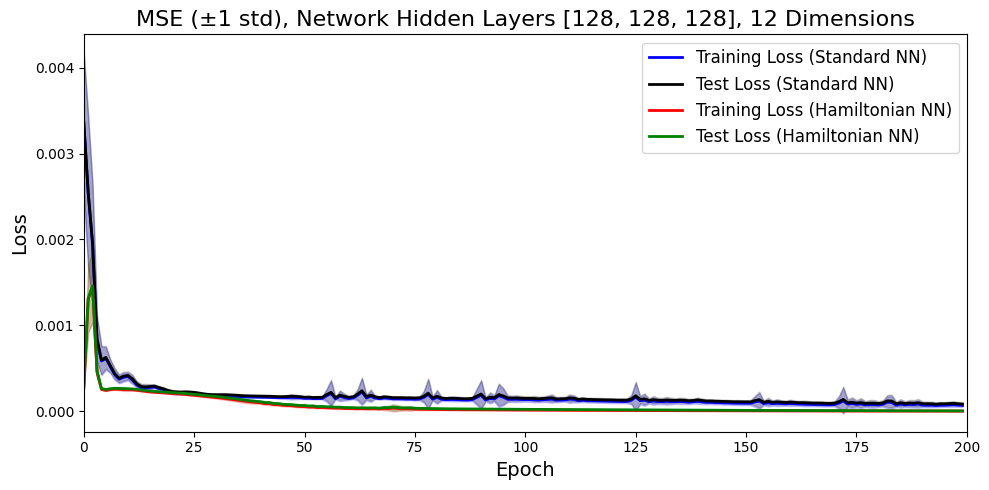 MSE (±1 std), Network Hidden Layers [128, 128, 128], 12 Dimensions
Training Loss (Standard NN)
Test Loss (Standard NN)
Training Loss (Hamiltonian NN)
Test Loss (Hamiltonian NN)
Loss
0.004
0.003
0.002
0.001
0.000
0 25 50 75 100 125 150 175 200
Epoch